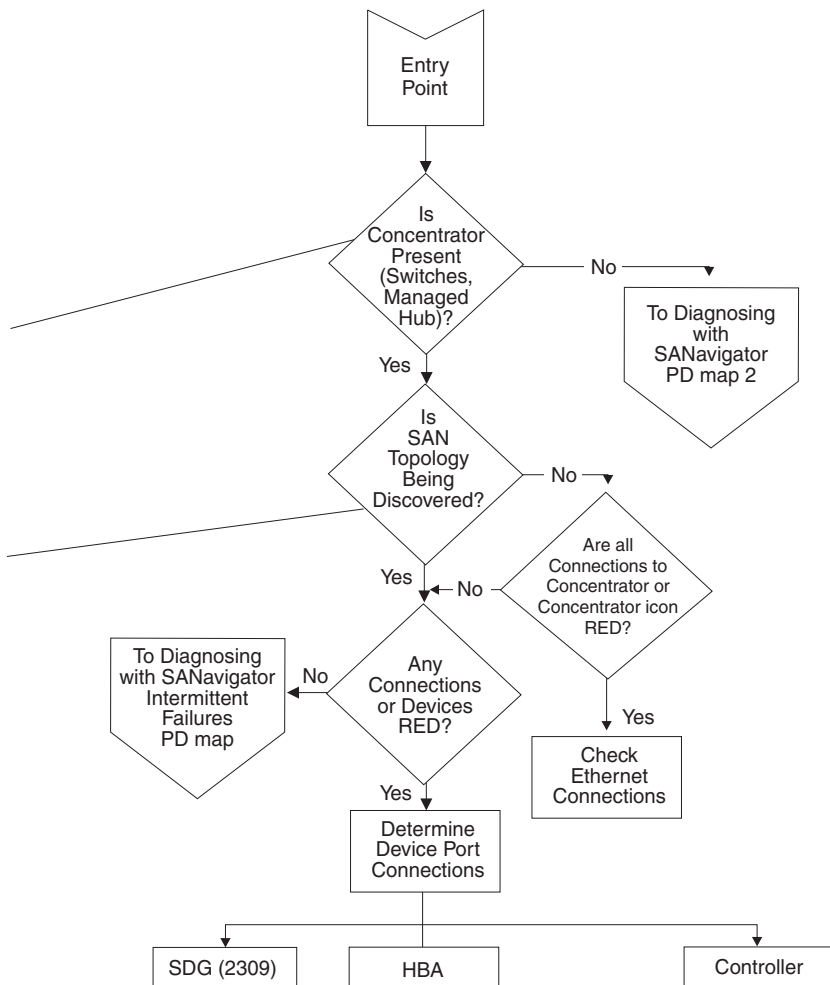 Entry
Point
Is
Concentrator
Present
(Switches,
Managed
Hub)?
No
To Diagnosing
with
SANavigator
PD map 2
Yes
Is
SAN
Topology
Being
Discovered?
No
Are all
Connections to
Concentrator or
Concentrator icon
RED?
Yes
No
To Diagnosing
with SANavigator
Intermittent
Failures
PD map
No
Any
Connections
or Devices
RED?
Yes
Check
Ethernet
Connections
Yes
Determine
Device Port
Connections
SDG (2309)
HBA
Controller